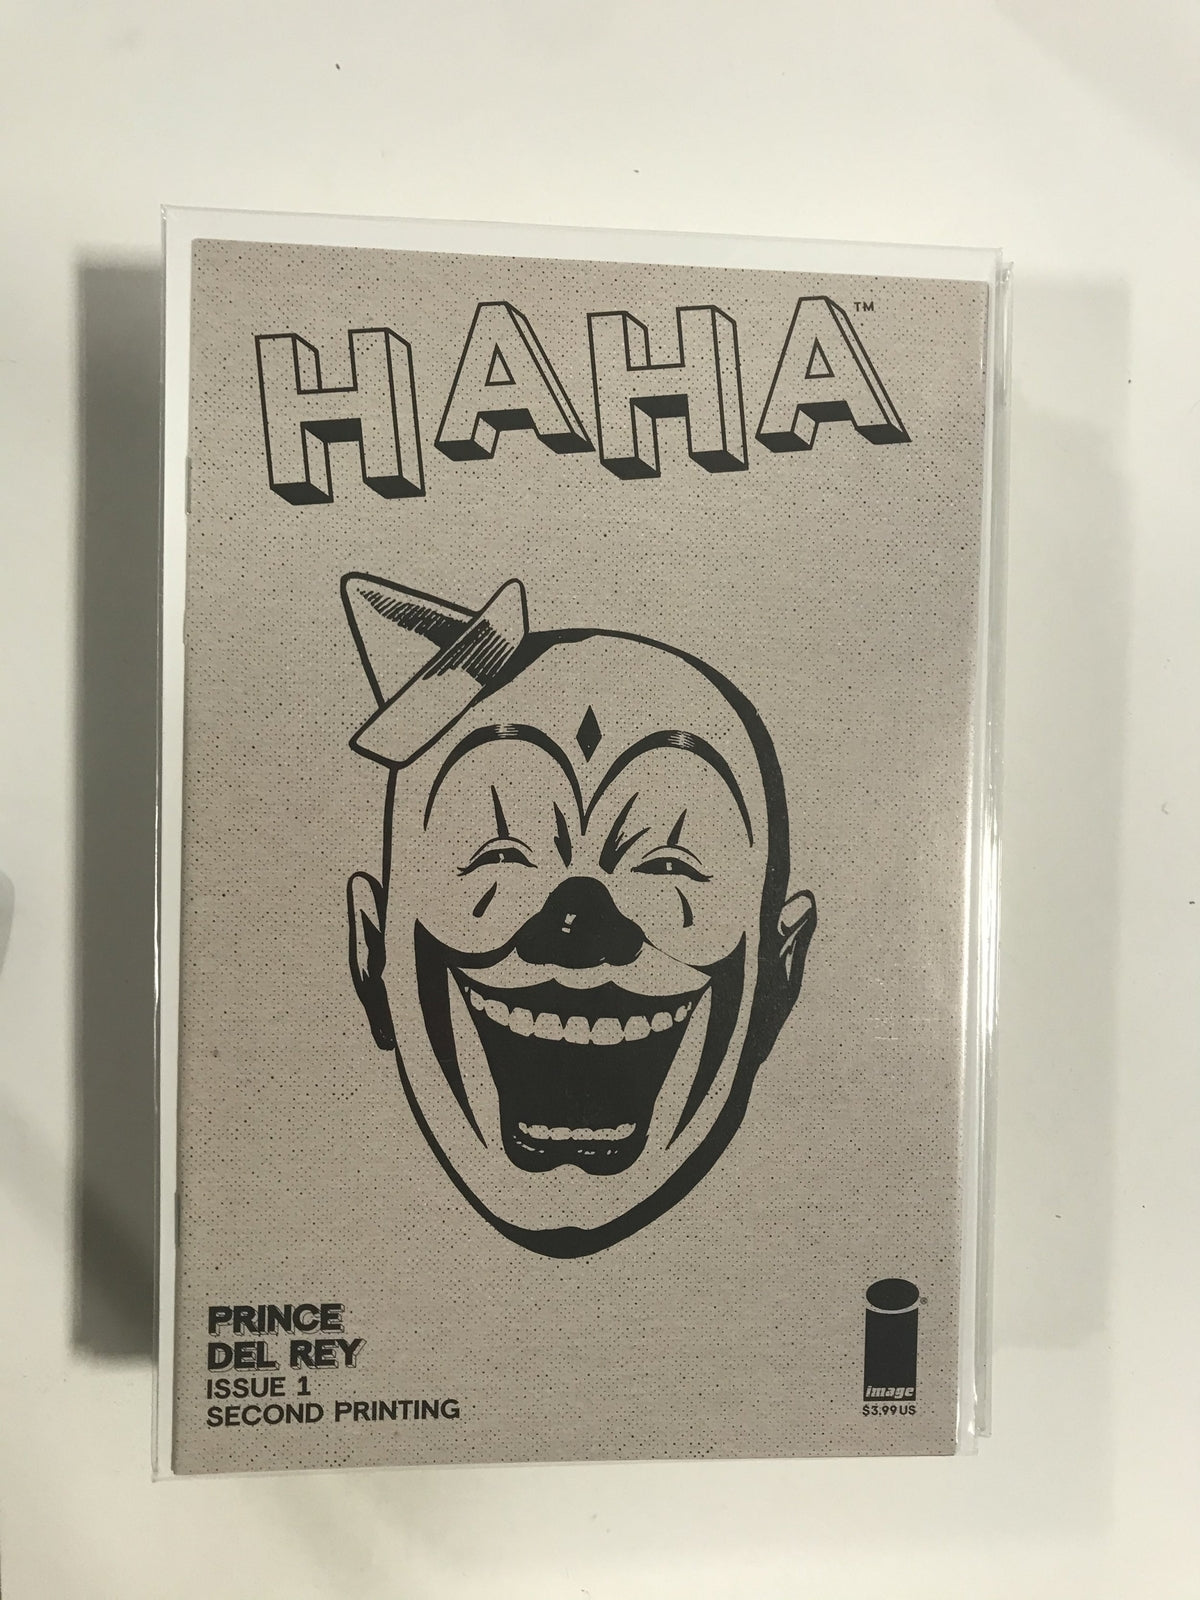 HAHA™
PRINCE
DEL REY
ISSUE 1
SECOND PRINTING
image®
$3.99 US